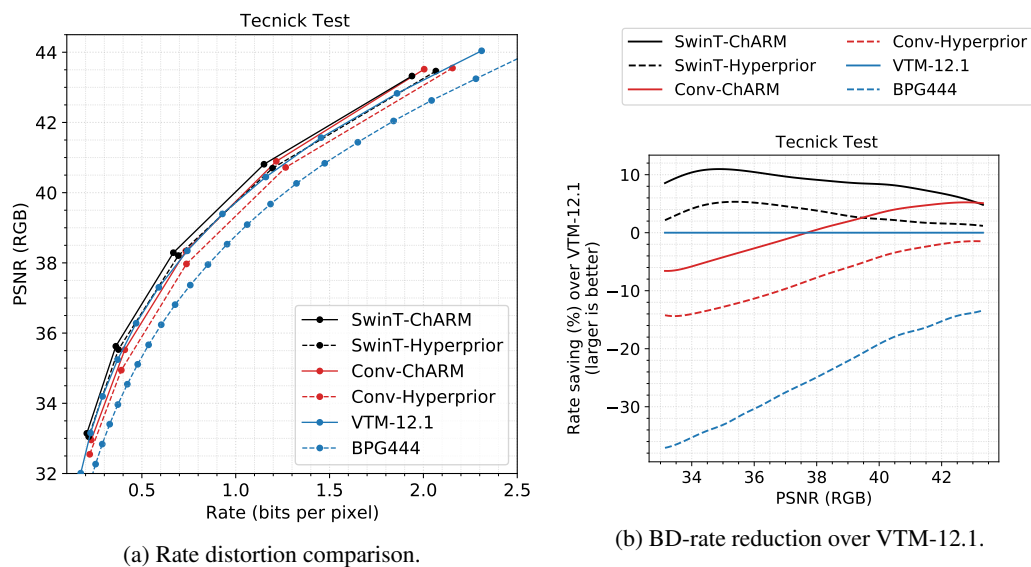 Tecnick Test
PSNR (RGB)
44
42
40
38
36
34
32
0.5 1.0 1.5 2.0 2.5
Rate (bits per pixel)
SwinT-ChARM
SwinT-Hyperprior
Conv-ChARM
Conv-Hyperprior
VTM-12.1
BPG444
(a) Rate distortion comparison.
SwinT-ChARM Conv-Hyperprior
SwinT-Hyperprior VTM-12.1
Conv-ChARM BPG444
Tecnick Test
Rate saving (%) over VTM-12.1
(larger is better)
10
0
−10
−20
−30
34 36 38 40 42
PSNR (RGB)
(b) BD-rate reduction over VTM-12.1.